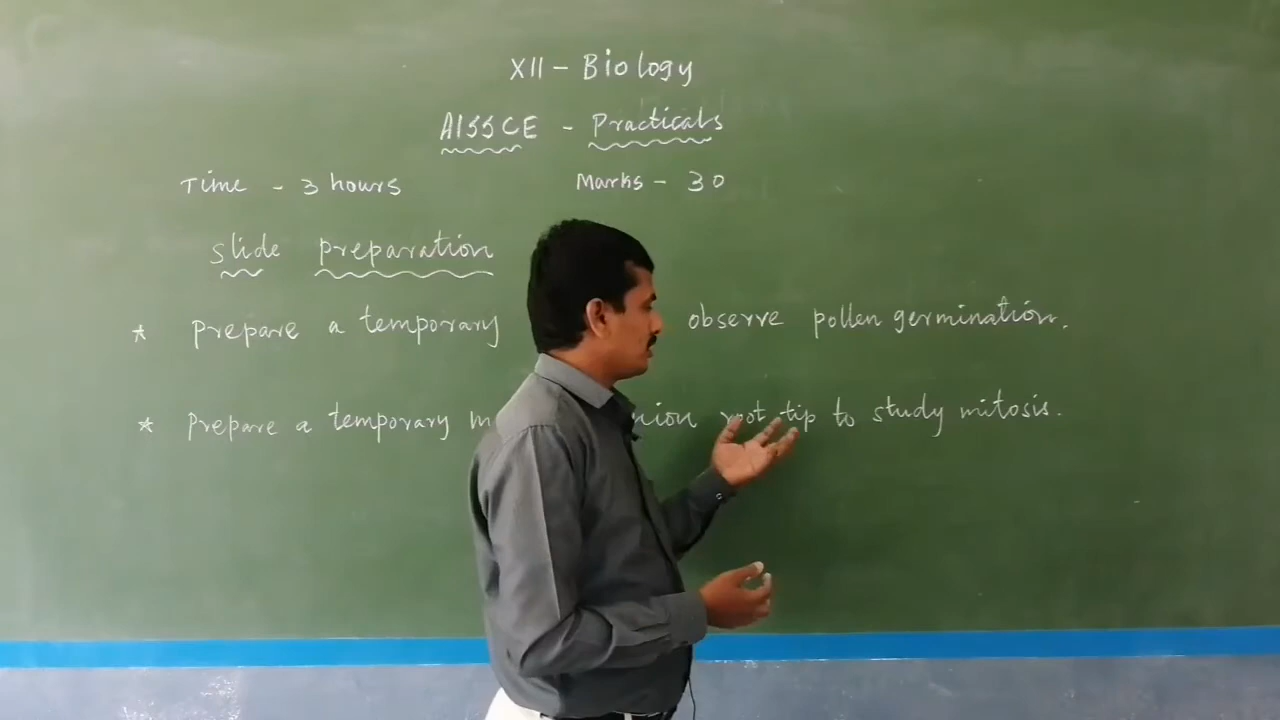 XII - Biology
AISSCE - Practicals
Time - 3 hours Marks - 30
slide preparation
* Prepare a temporary observe pollen germination.
* Prepare a temporary root tip to study mitosis.